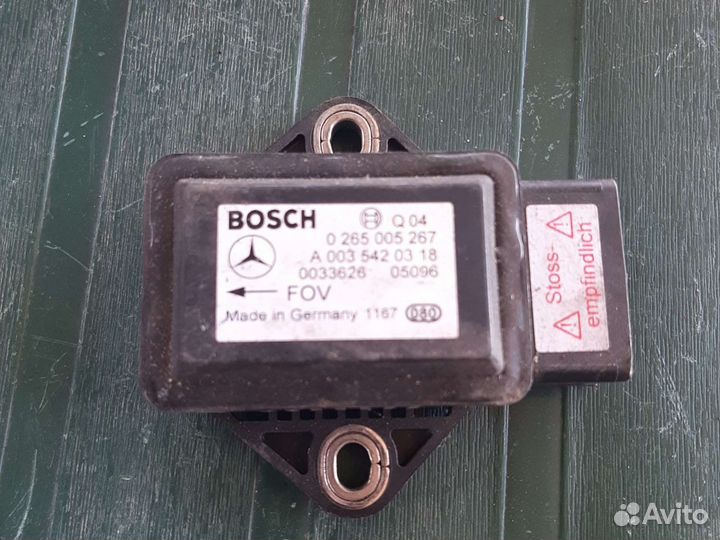 BOSCH Q 04
0 265 005 267
A 003 542 03 18
0033626 05096
FOV
Made in Germany 1167 080
Stoss-
empfindlich
Avito